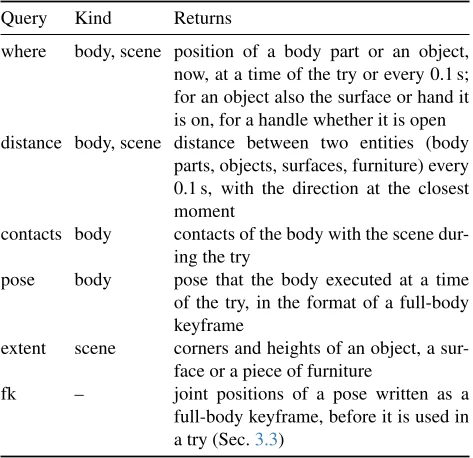 Query Kind Returns
where body, scene position of a body part or an object,
now, at a time of the try or every 0.1 s;
for an object also the surface or hand it
is on, for a handle whether it is open
distance body, scene distance between two entities (body
parts, objects, surfaces, furniture) every
0.1 s, with the direction at the closest
moment
contacts body contacts of the body with the scene dur-
ing the try
pose body pose that the body executed at a time
of the try, in the format of a full-body
keyframe
extent scene corners and heights of an object, a sur-
face or a piece of furniture
fk – joint positions of a pose written as a
full-body keyframe, before it is used in
a try (Sec. 3.3)